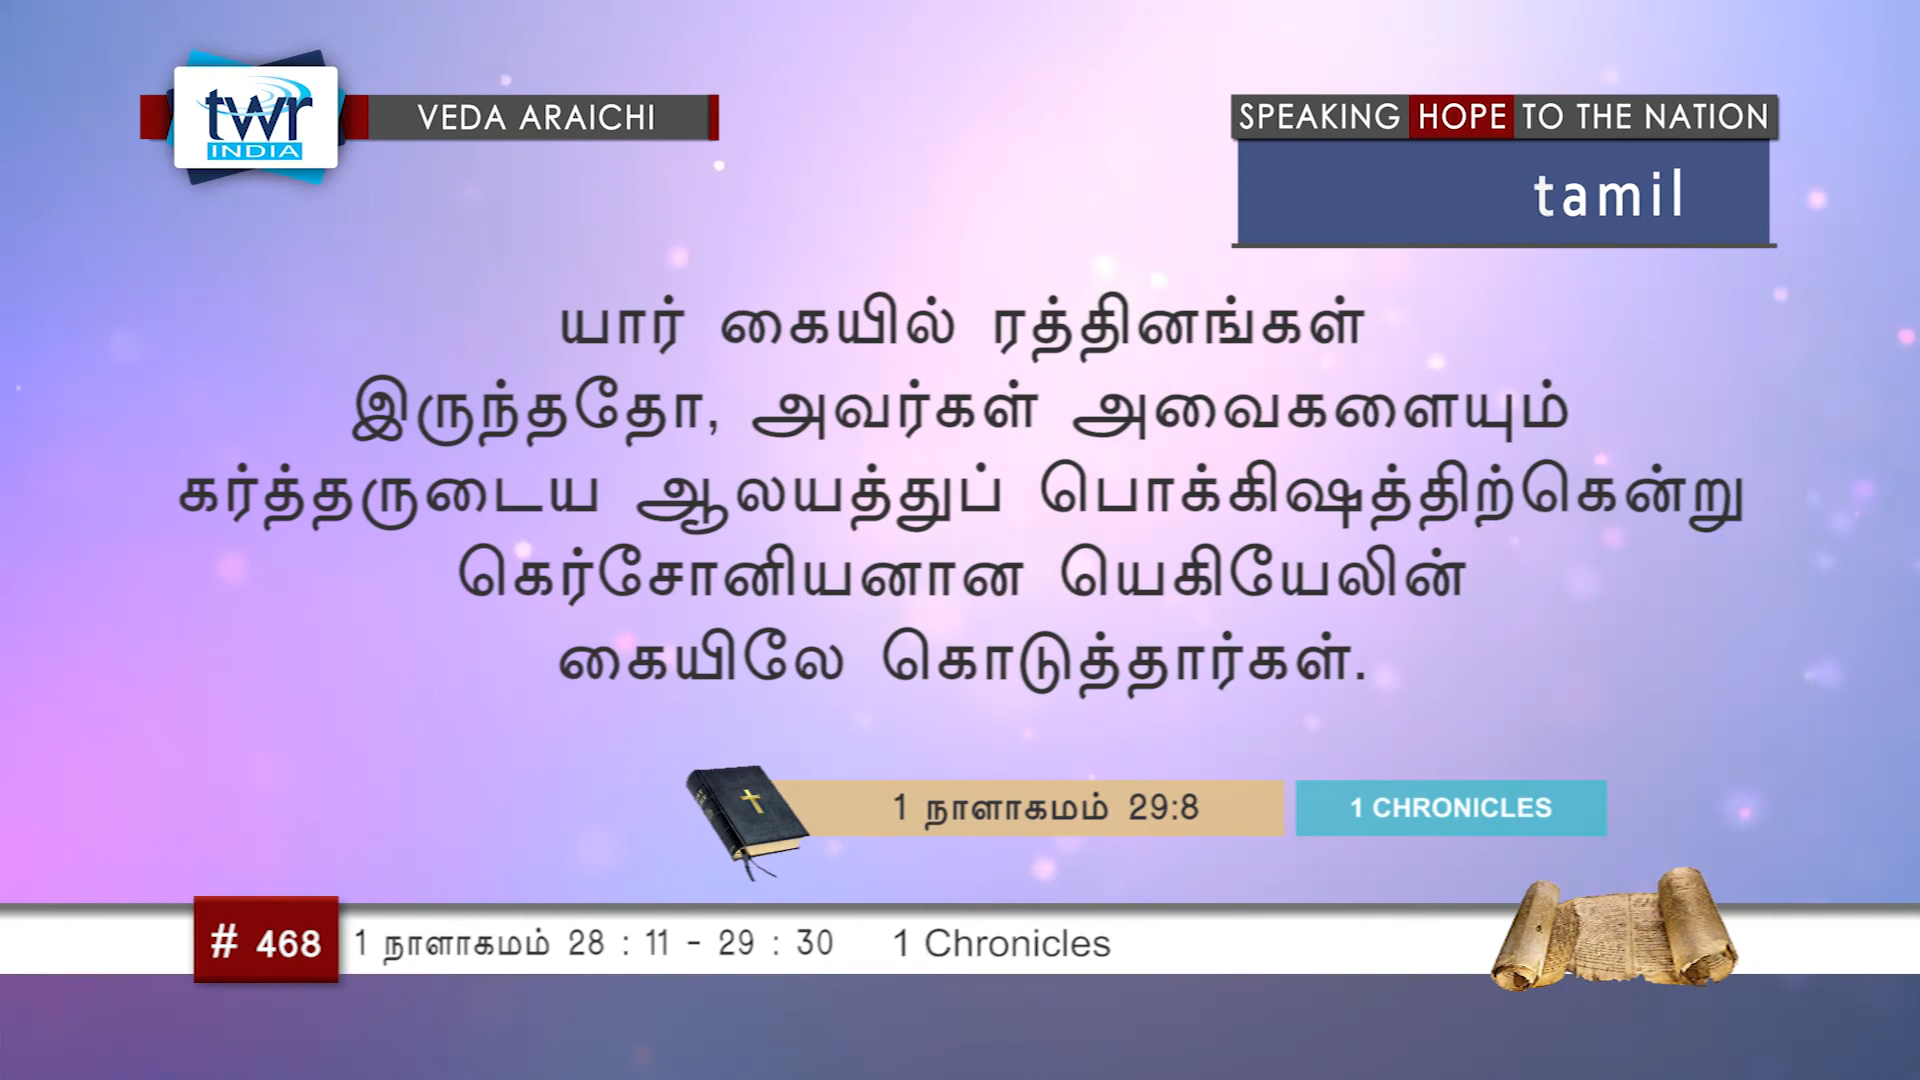 twr
INDIA
VEDA ARAICHI
SPEAKING HOPE TO THE NATION
tamil
யார் கையில் ரத்தினங்கள்
இருந்ததோ, அவர்கள் அவைகளையும்
கர்த்தருடைய ஆலயத்துப் பொக்கிஷத்திற்கென்று
கெர்சோனியனான யெகியேலின்
கையிலே கொடுத்தார்கள்.
1 நாளாகமம் 29:8
1 CHRONICLES
# 468 1 நாளாகமம் 28 : 11 - 29 : 30 1 Chronicles